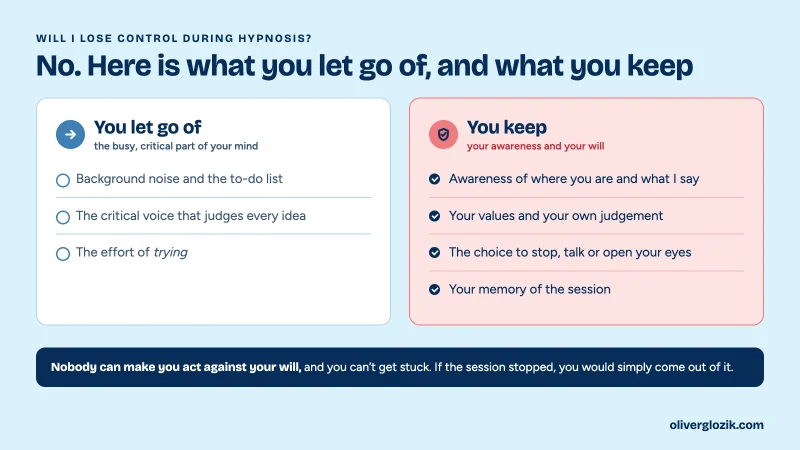 WILL I LOSE CONTROL DURING HYPNOSIS?
No. Here is what you let go of, and what you keep
You let go of
the busy, critical part of your mind
Background noise and the to-do list
The critical voice that judges every idea
The effort of trying
You keep
your awareness and your will
Awareness of where you are and what I say
Your values and your own judgement
The choice to stop, talk or open your eyes
Your memory of the session
Nobody can make you act against your will, and you can’t get stuck. If the session stopped, you would simply come out of it.
oliverglozik.com